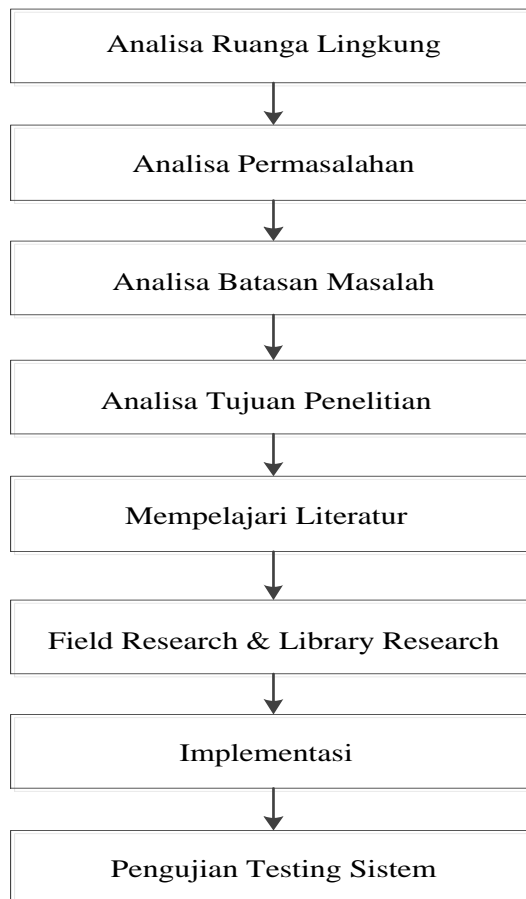 Analisa Ruanga Lingkung
Analisa Permasalahan
Analisa Batasan Masalah
Analisa Tujuan Penelitian
Mempelajari Literatur
Field Research & Library Research
Implementasi
Pengujian Testing Sistem